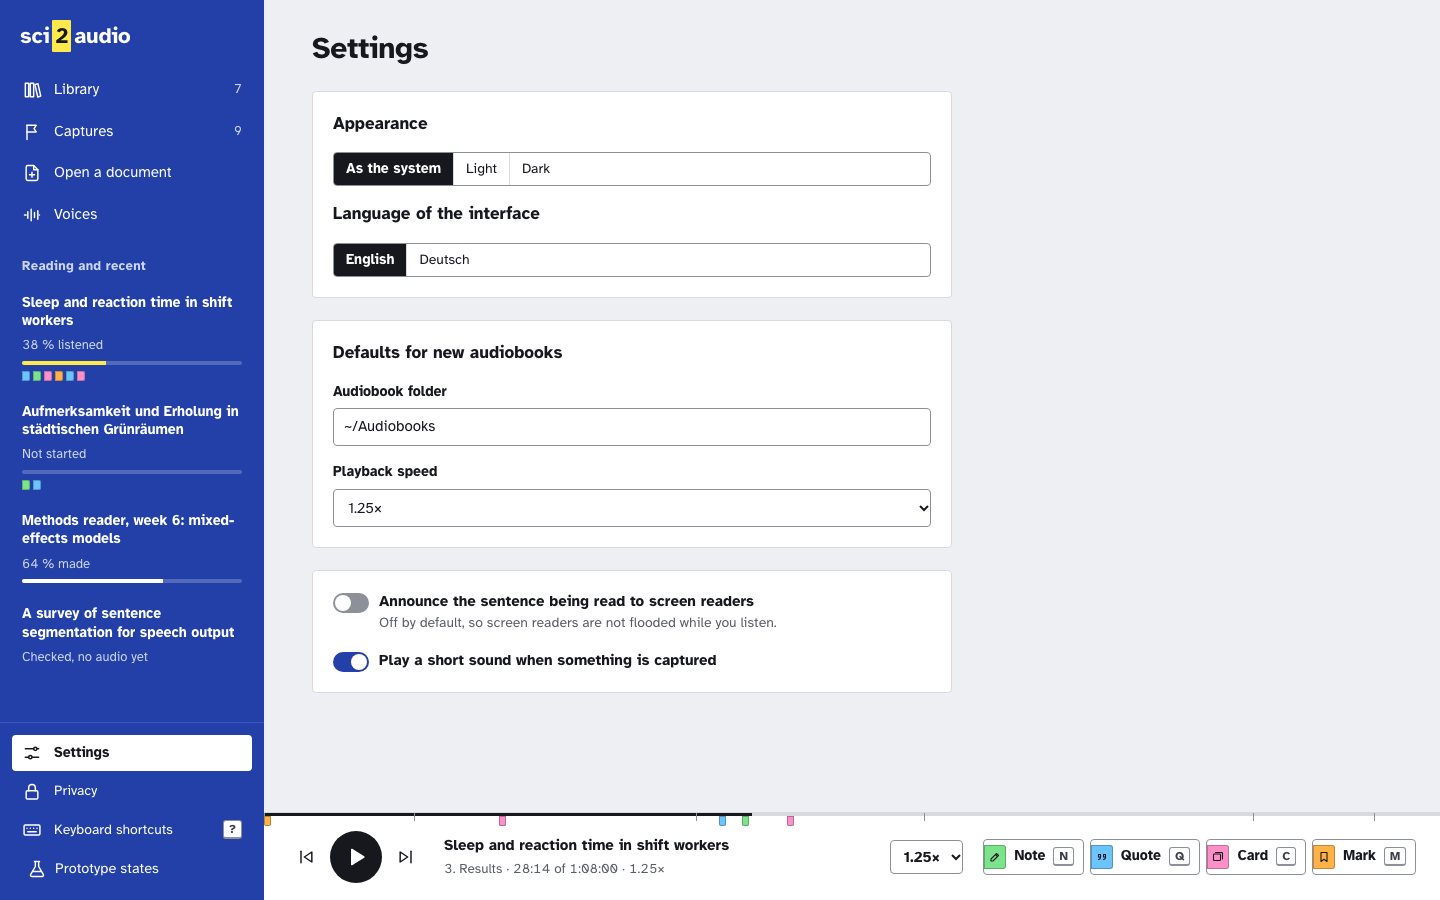 sci2audio
Library 7
Captures 9
Open a document
Voices
Reading and recent
Sleep and reaction time in shift
workers
38 % listened
Aufmerksamkeit und Erholung in
städtischen Grünräumen
Not started
Methods reader, week 6: mixed-
effects models
64 % made
A survey of sentence
segmentation for speech output
Checked, no audio yet
Settings
Privacy
Keyboard shortcuts ?
Prototype states
Settings
Appearance
As the system Light Dark
Language of the interface
English Deutsch
Defaults for new audiobooks
Audiobook folder
~/Audiobooks
Playback speed
1.25×
Announce the sentence being read to screen readers
Off by default, so screen readers are not flooded while you listen.
Play a short sound when something is captured
Sleep and reaction time in shift workers
3. Results · 28:14 of 1:08:00 · 1.25×
1.25×
Note N
Quote Q
Card C
Mark M